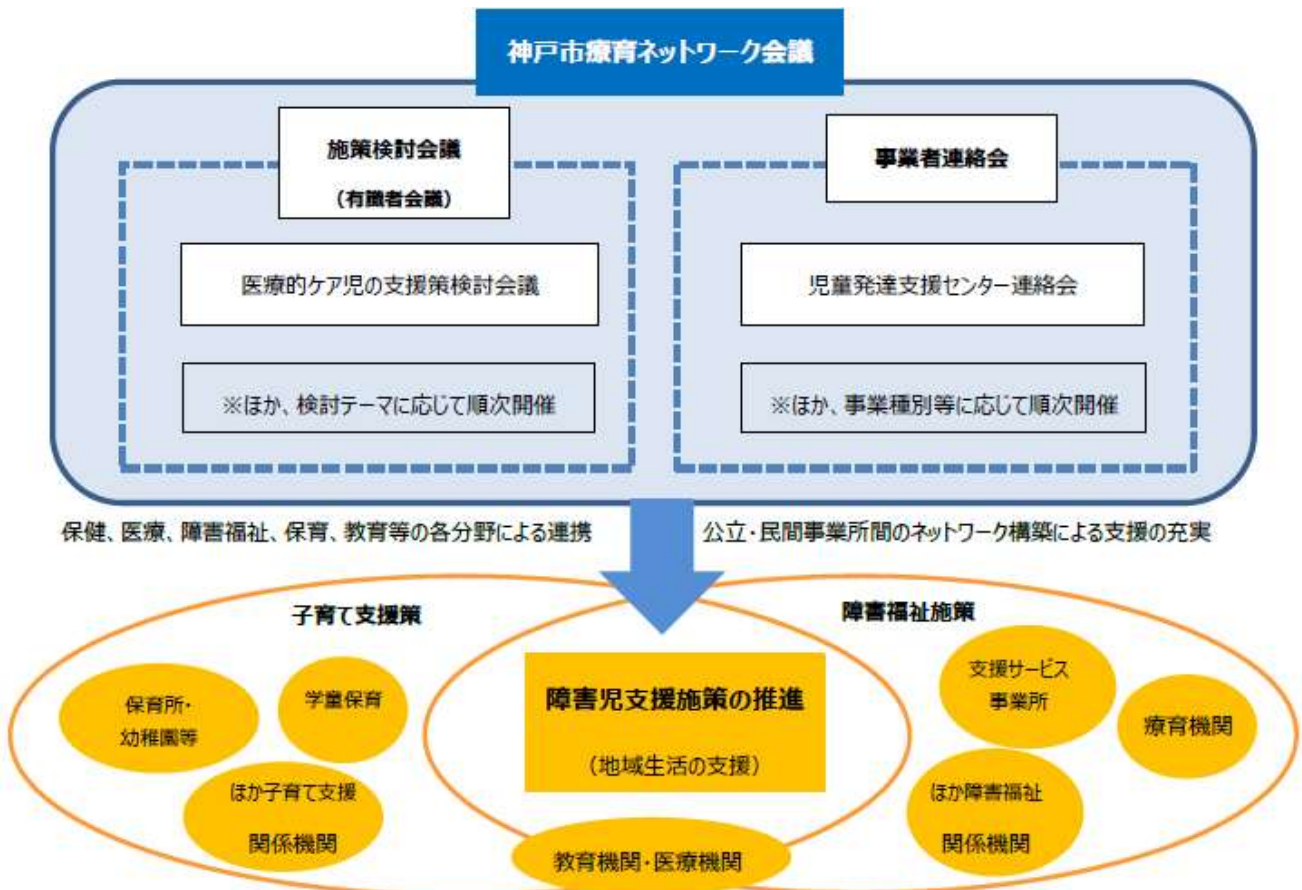 神戸市療育ネットワーク会議
施策検討会議
（有識者会議）
事業者連絡会
医療的ケア児の支援策検討会議
児童発達支援センター連絡会
※ほか、検討テーマに応じて順次開催
※ほか、事業種別等に応じて順次開催
保健、医療、障害福祉、保育、教育等の各分野による連携
公立・民間事業所間のネットワーク構築による支援の充実
子育て支援策
障害福祉施策
保育所・
幼稚園等
学童保育
ほか子育て支援
関係機関
障害児支援施策の推進
（地域生活の支援）
教育機関・医療機関
支援サービス
事業所
療育機関
ほか障害福祉
関係機関